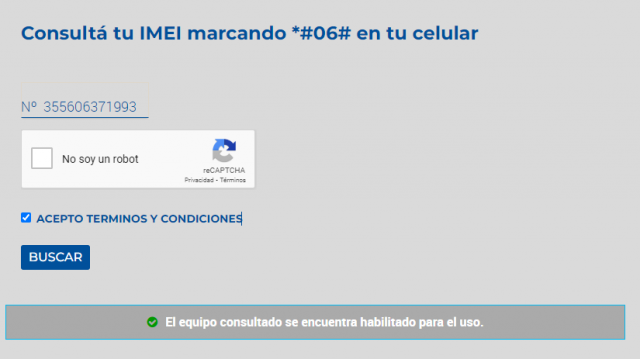 Consultá tu IMEI marcando *#06# en tu celular
Nº 355606371993
No soy un robot
reCAPTCHA
Privacidad - Términos
ACEPTO TERMINOS Y CONDICIONES
BUSCAR
El equipo consultado se encuentra habilitado para el uso.